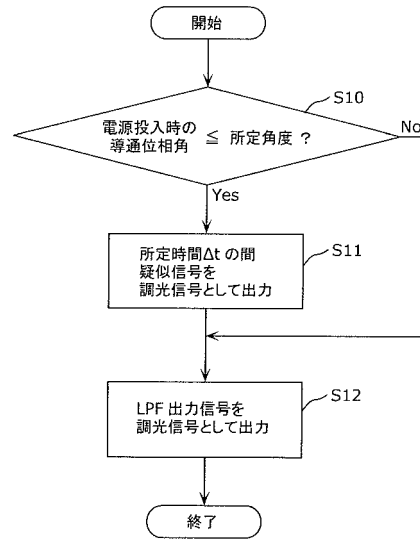 開始
S10
電源投入時の
導通位相角 ≦ 所定角度 ?
No
Yes
S11
所定時間Δtの間
疑似信号を
調光信号として出力
S12
LPF 出力信号を
調光信号として出力
終了